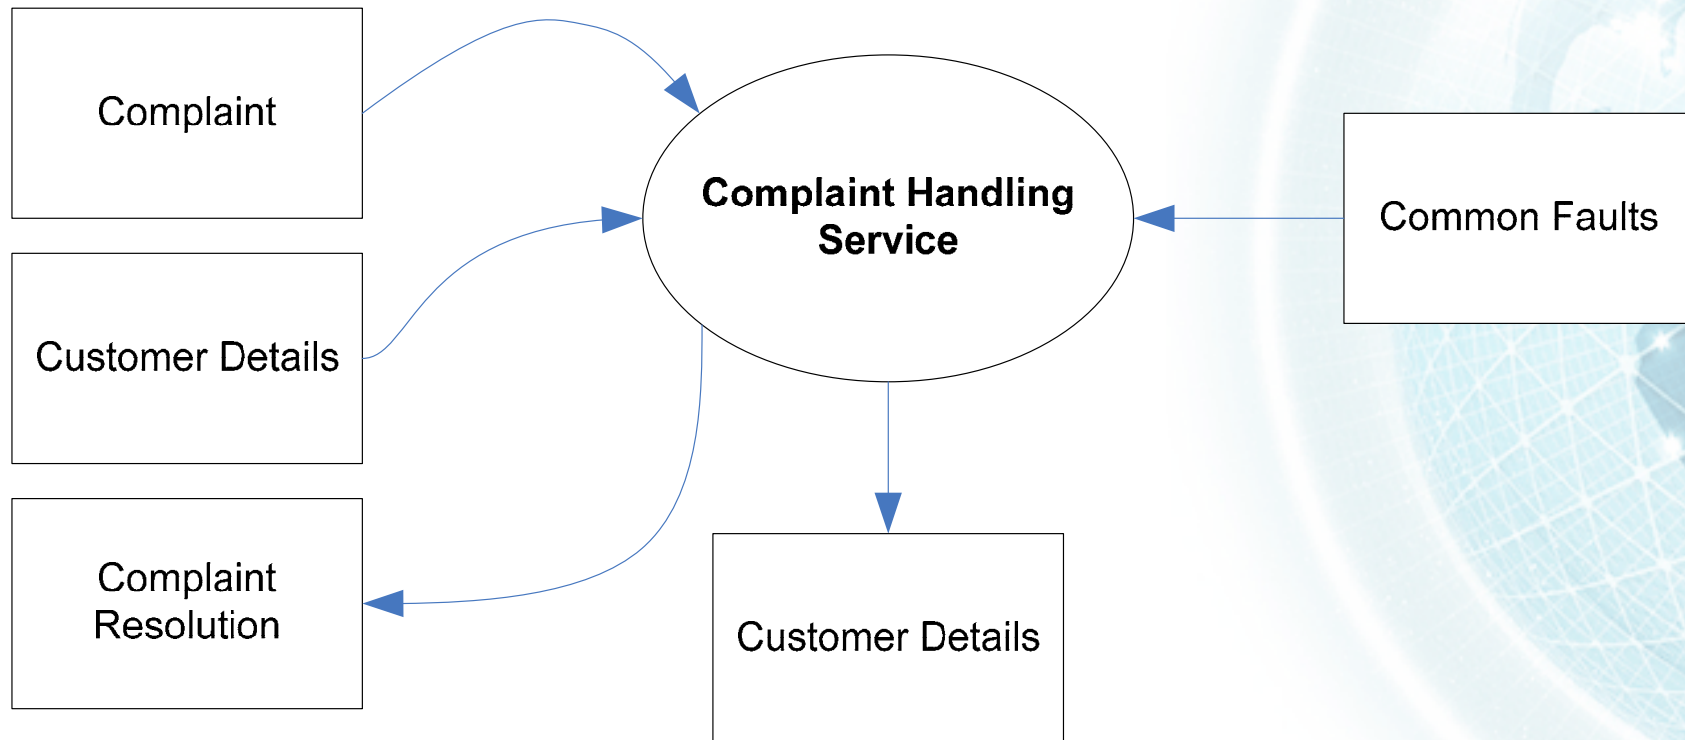 Complaint
Complaint Handling
Service
Common Faults
Customer Details
Complaint
Resolution
Customer Details